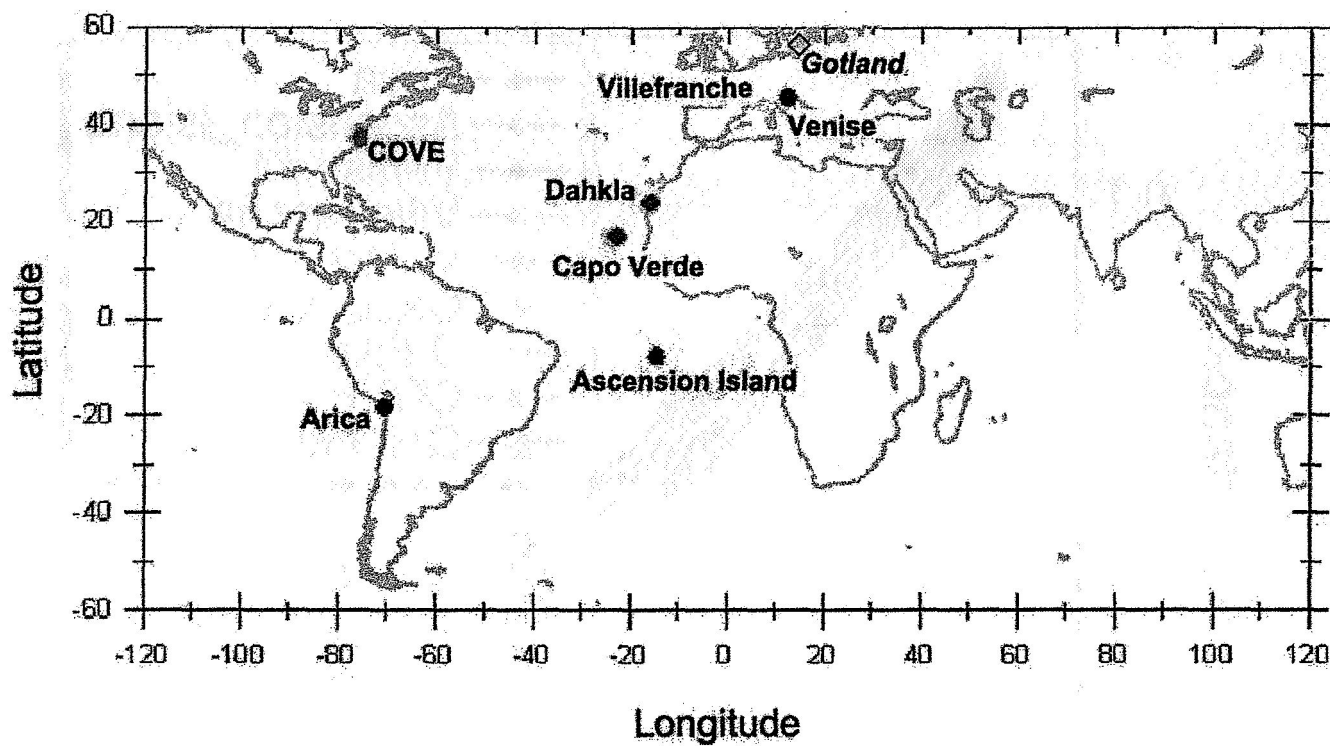 60
40
20
0
-20
-40
-60
Latitude
Gotland
Villefranche
Venise
COVE
Dahkla
Capo Verde
Ascension Island
Arica
-120 -100 -80 -60 -40 -20 0 20 40 60 80 100 120
Longitude